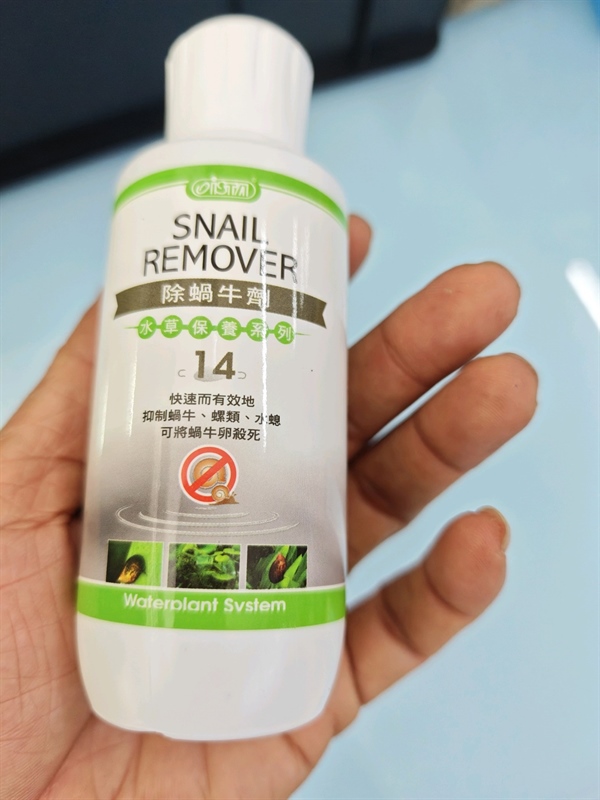 SNAIL
REMOVER
除蝸牛劑
水草保養系列
14
快速而有效地
抑制蝸牛、螺類、水螅
可將蝸牛卵殺死
Waterplant System